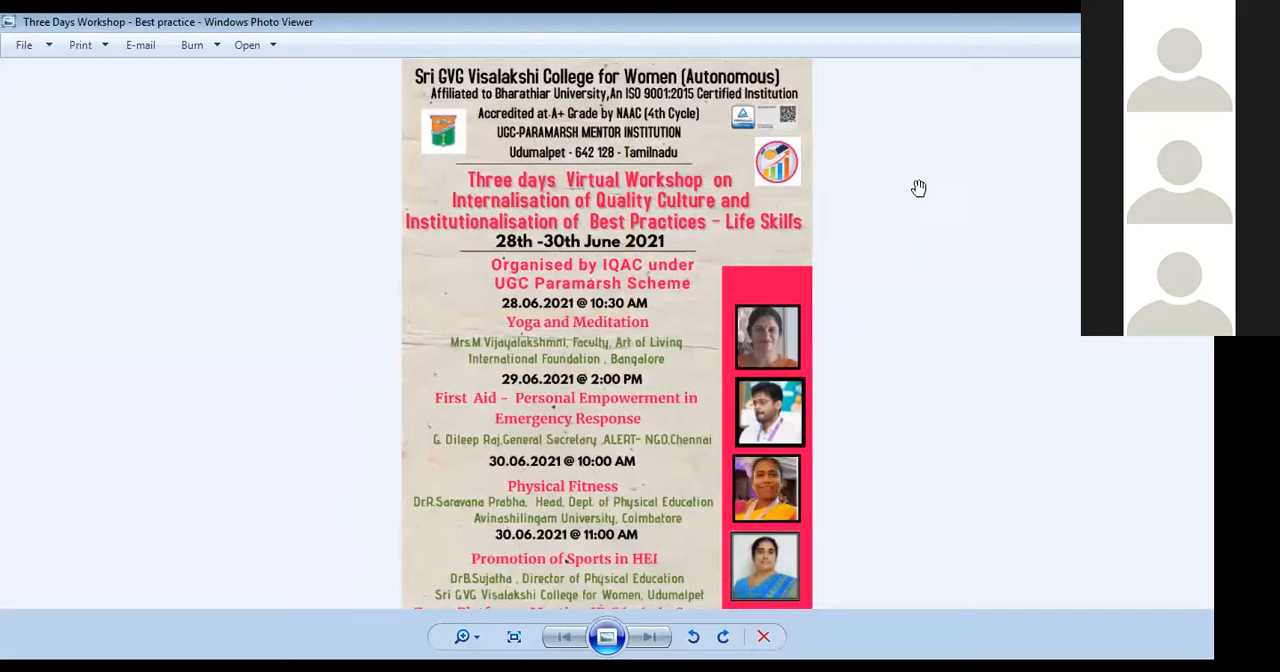 Three Days Workshop - Best practice - Windows Photo Viewer
File Print E-mail Burn Open
Sri GVG Visalakshi College for Women (Autonomous)
Affiliated to Bharathiar University,An ISO 9001:2015 Certified Institution
Accredited at A+ Grade by NAAC (4th Cycle)
UGC-PARAMARSH MENTOR INSTITUTION
Udumalpet - 642 128 - Tamilnadu
Three days Virtual Workshop on
Internalisation of Quality Culture and
Institutionalisation of Best Practices - Life Skills
28th -30th June 2021
Organised by IQAC under
UGC Paramarsh Scheme
28.06.2021 @ 10:30 AM
Yoga and Meditation
Mrs.M.Vijayalakshmni, Faculty, Art of Living
International Foundation , Bangalore
29.06.2021 @ 2:00 PM
First Aid - Personal Empowerment in
Emergency Response
G. Dileep Raj,General Secretary ,ALERT- NGO,Chennai
30.06.2021 @ 10:00 AM
Physical Fitness
Dr.R.Saravana Prabha, Head, Dept. of Physical Education
Avinashilingam University, Coimbatore
30.06.2021 @ 11:00 AM
Promotion of Sports in HEI
Dr.B.Sujatha , Director of Physical Education
Sri GVG Visalakshi College for Women, Udumalpet